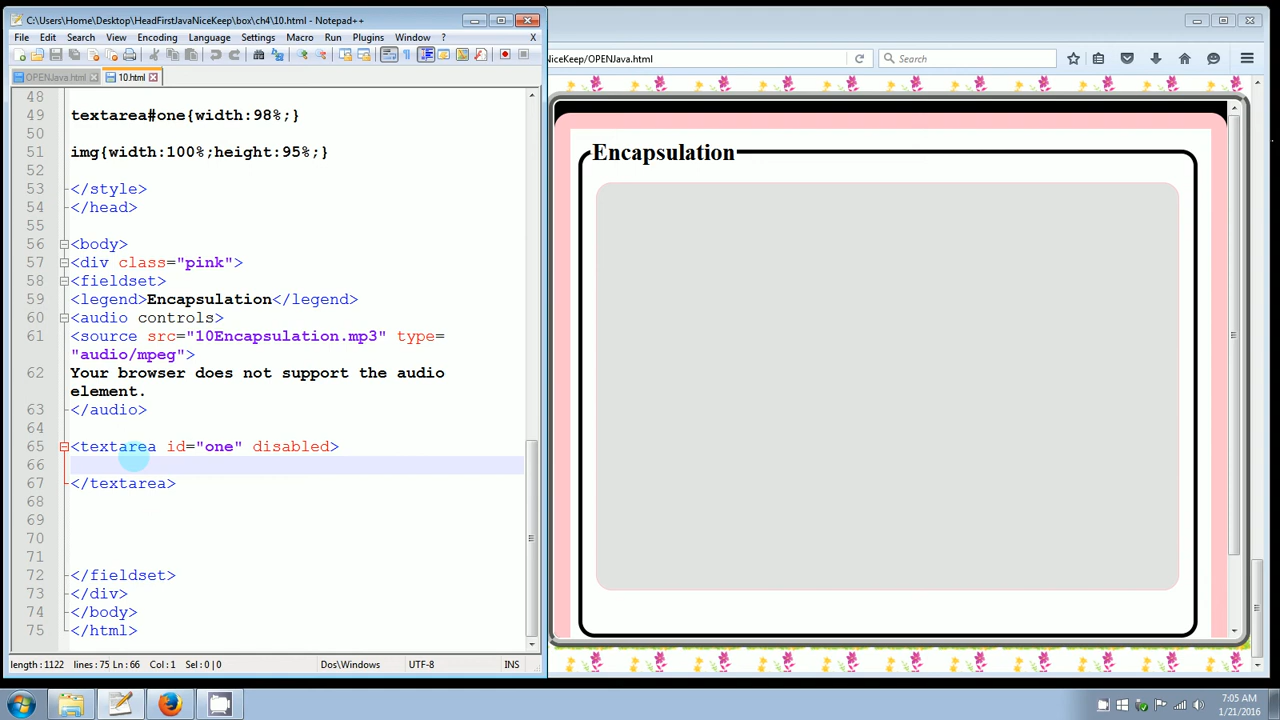 C:\Users\Home\Desktop\HeadFirstJavaNiceKeep\box\ch4\10.html - Notepad++
File Edit Search View Encoding Language Settings Macro Run Plugins Window ? X
OPENJava.html 10.html
48
49 textarea#one{width:98%;}
50
51 img{width:100%;height:95%;}
52
53 </style>
54 </head>
55
56 <body>
57 <div class="pink">
58 <fieldset>
59 <legend>Encapsulation</legend>
60 <audio controls>
61 <source src="10Encapsulation.mp3" type=
"audio/mpeg">
62 Your browser does not support the audio
element.
63 </audio>
64
65 <textarea id="one" disabled>
66
67 </textarea>
68
69
70
71
72 </fieldset>
73 </div>
74 </body>
75 </html>
length : 1122 lines : 75 Ln : 66 Col : 1 Sel : 0 | 0 Dos\Windows UTF-8 INS
NiceKeep/OPENJava.html
Search
Encapsulation
7:05 AM
1/21/2016